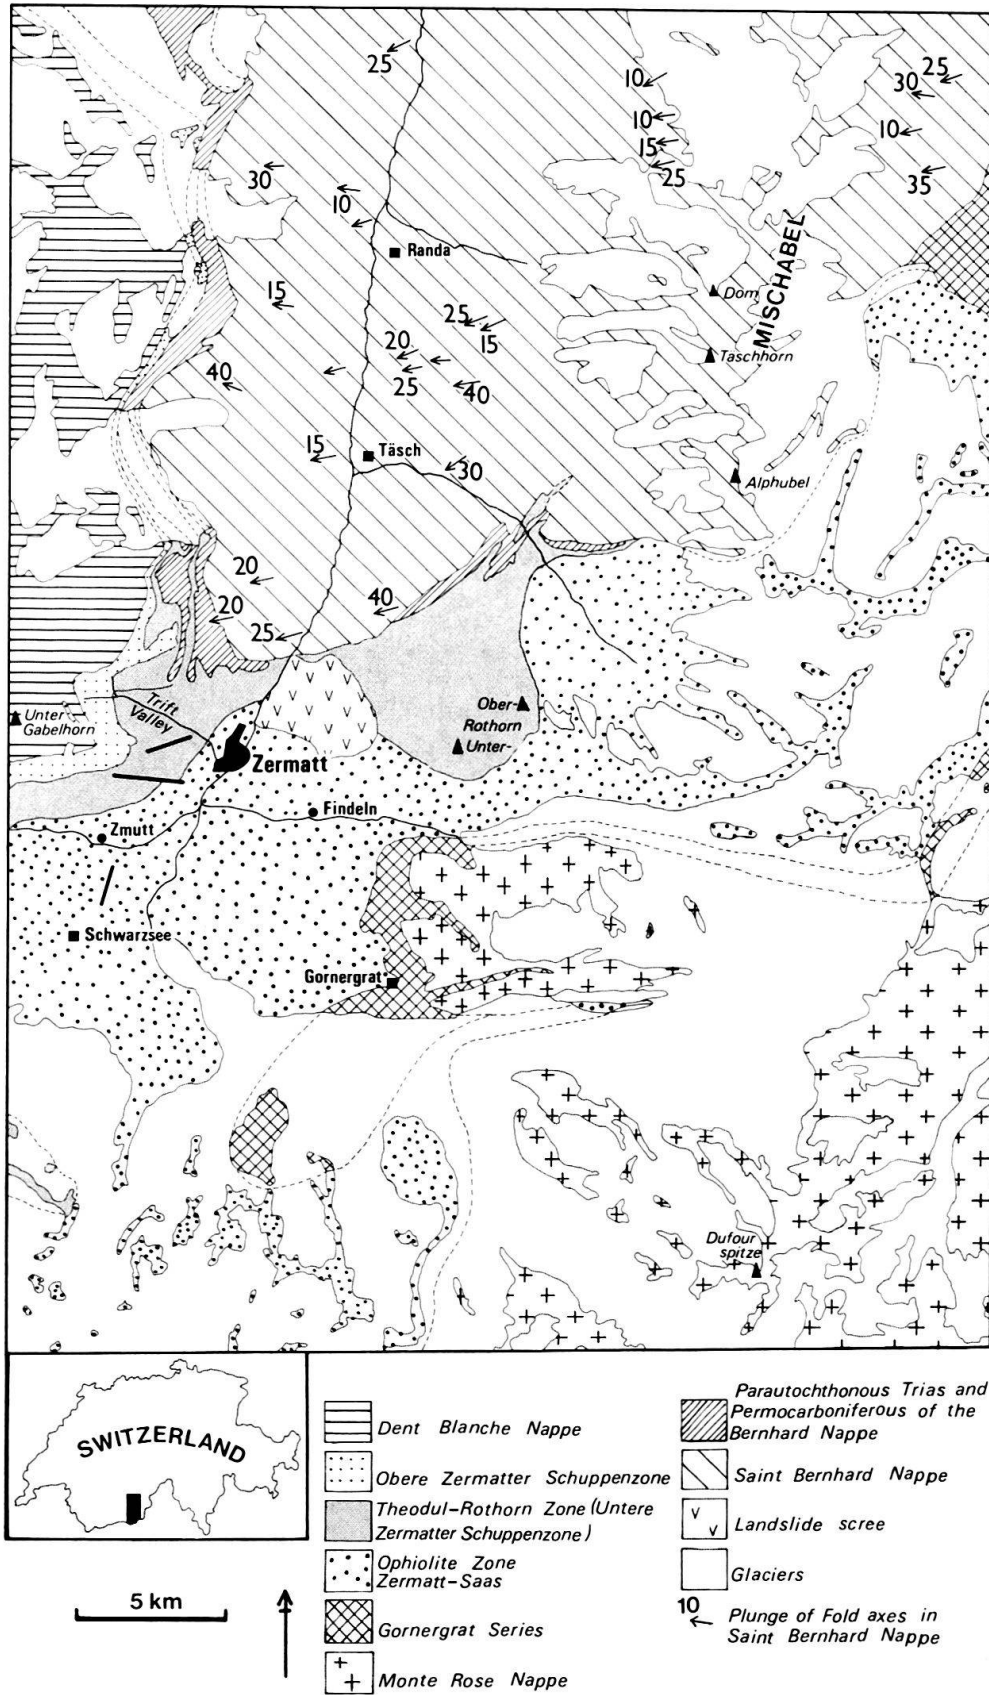 25
10
10
15
25
25
30
10
35
30
10
Randa
MISCHABEL
Dom
15
25
15
20
25
40
Taschhorn
40
15
Täsch
30
Alphubel
20
20
40
25
Unter
Gabelhorn
Trift
Valley
Ober-
Rothorn
Unter-
Zermatt
Zmutt
Findeln
Schwarzsee
Gornergrat
Dufour
spitze
SWITZERLAND
5 km
Dent Blanche Nappe
Obere Zermatter Schuppenzone
Theodul-Rothorn Zone (Untere
Zermatter Schuppenzone)
Ophiolite Zone
Zermatt-Saas
Gornergrat Series
Monte Rose Nappe
Parautochthonous Trias and
Permocarboniferous of the
Bernhard Nappe
Saint Bernhard Nappe
Landslide scree
Glaciers
10
Plunge of Fold axes in
Saint Bernhard Nappe